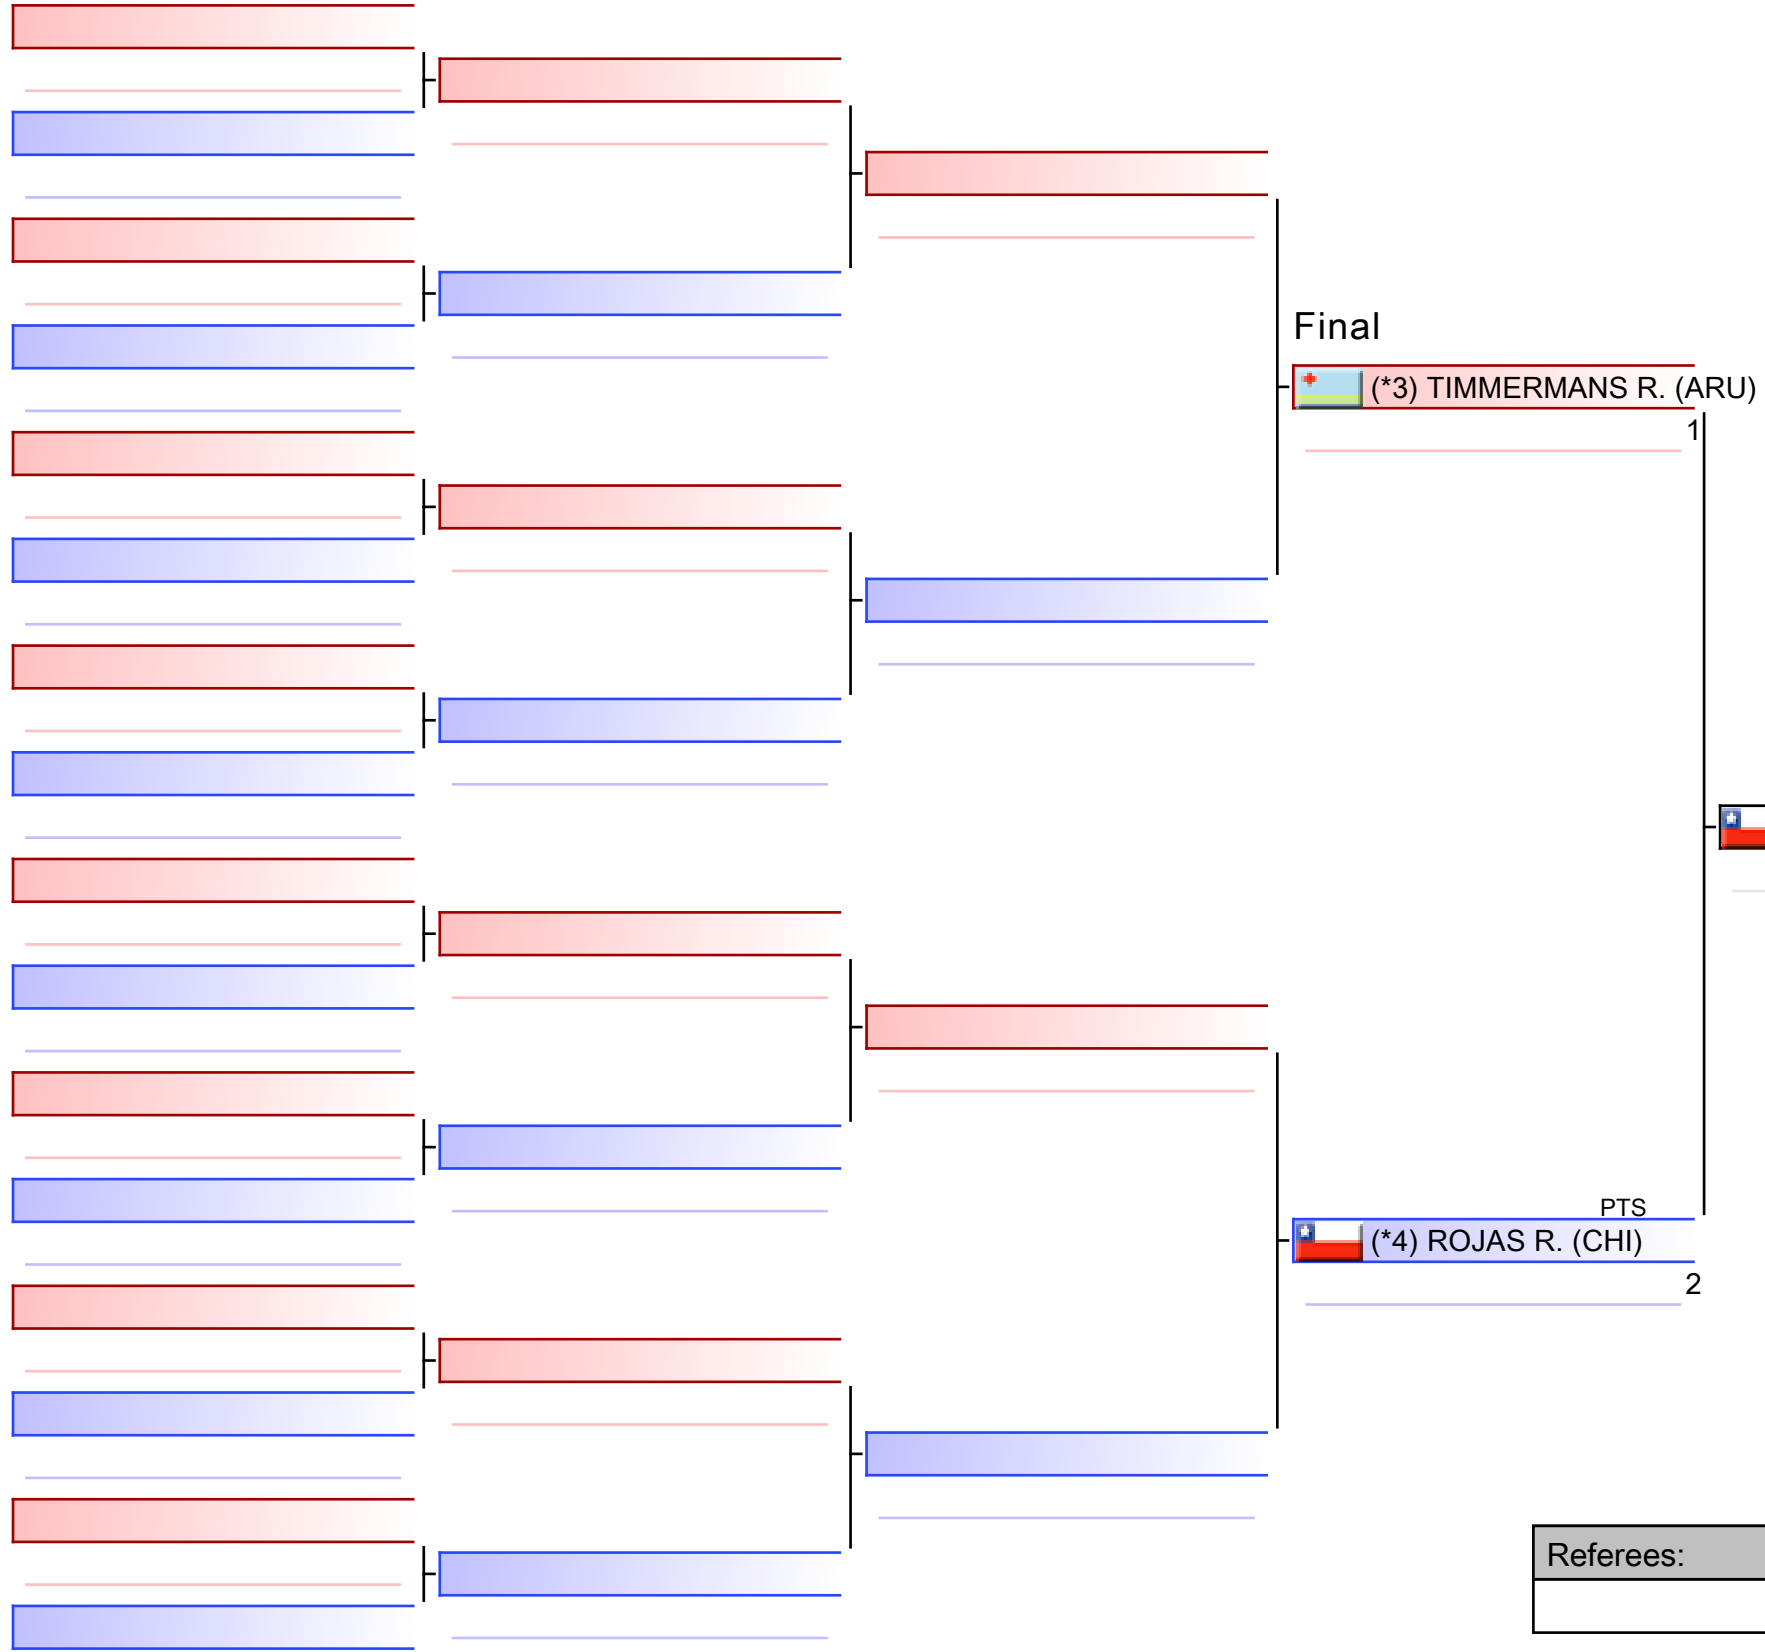 Final
(*3) TIMMERMANS R. (ARU)
1
PTS
(*4) ROJAS R. (CHI)
2
Referees: